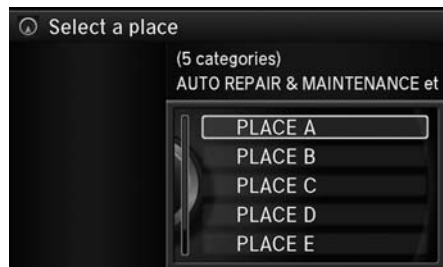 Select a place
(5 categories)
AUTO REPAIR & MAINTENANCE et
PLACE A
PLACE B
PLACE C
PLACE D
PLACE E